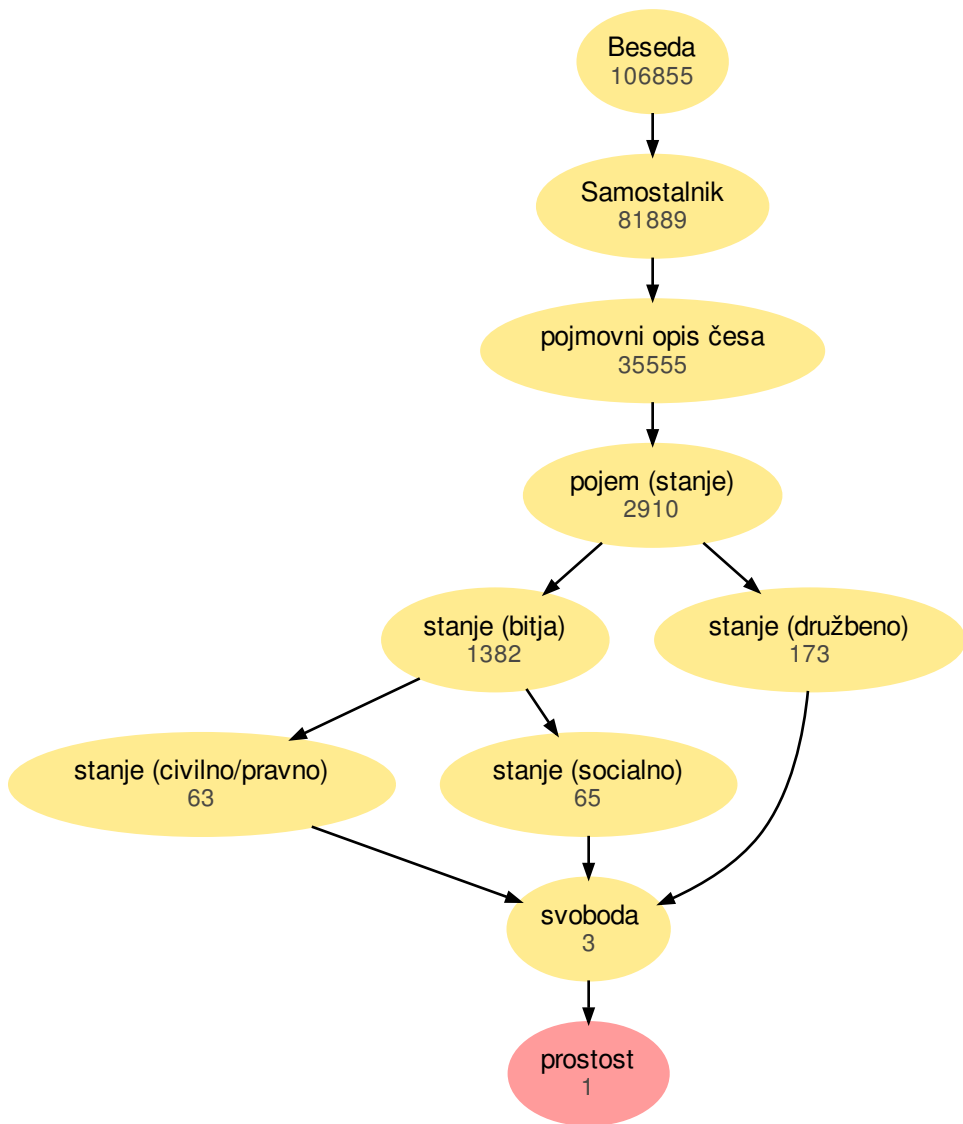 Beseda
106855
Samostalnik
81889
pojmovni opis česa
35555
pojem (stanje)
2910
stanje (bitja)
1382
stanje (družbeno)
173
stanje (civilno/pravno)
63
stanje (socialno)
65
svoboda
3
prostost
1